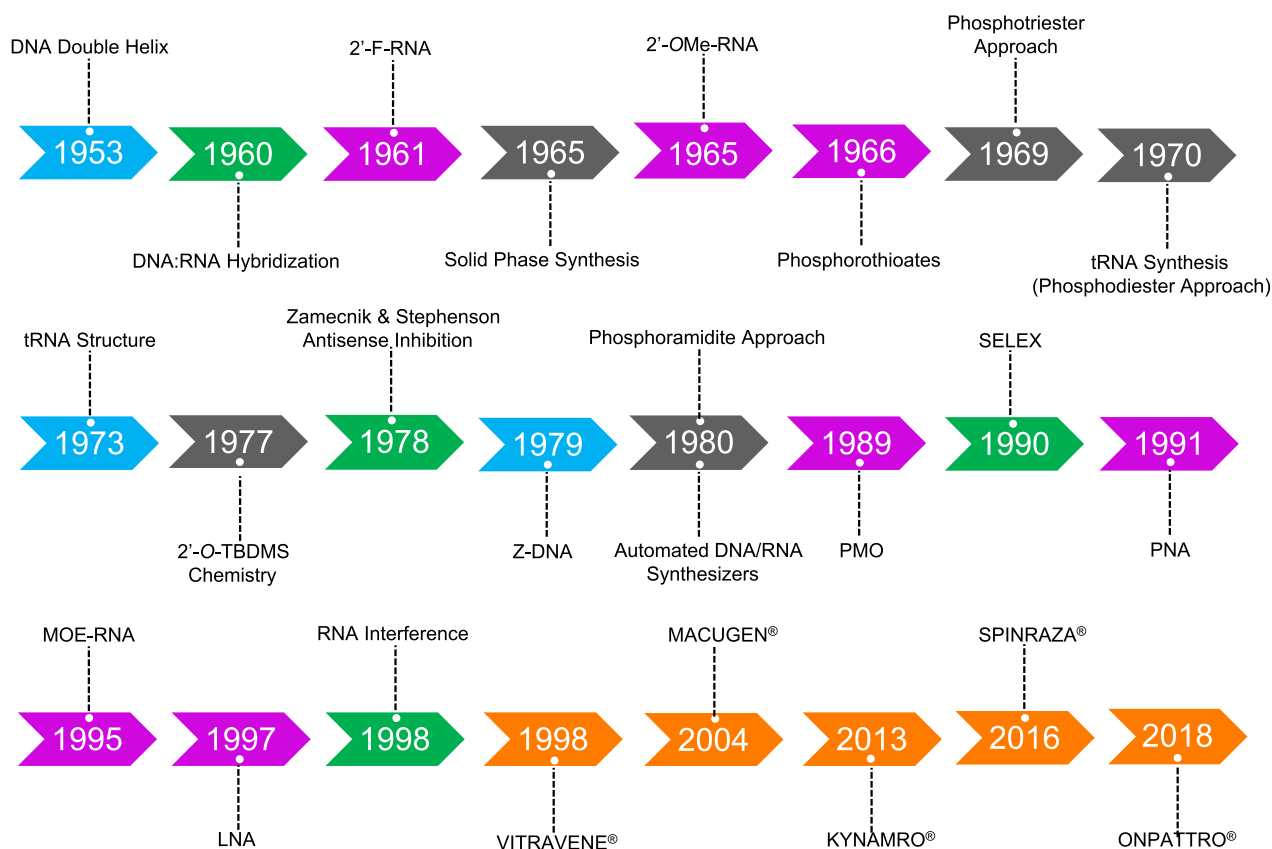 DNA Double Helix
2’-F-RNA
2’-OMe-RNA
Phosphotriester
Approach
1953
1960
1961
1965
1965
1966
1969
1970
DNA:RNA Hybridization
Solid Phase Synthesis
Phosphorothioates
tRNA Synthesis
(Phosphodiester Approach)
tRNA Structure
Zamecnik & Stephenson
Antisense Inhibition
Phosphoramidite Approach
SELEX
1973
1977
1978
1979
1980
1989
1990
1991
2’-O-TBDMS
Chemistry
Z-DNA
Automated DNA/RNA
Synthesizers
PMO
PNA
MOE-RNA
RNA Interference
MACUGEN®
SPINRAZA®
1995
1997
1998
1998
2004
2013
2016
2018
LNA
VITRAVENE®
KYNAMRO®
ONPATTRO®